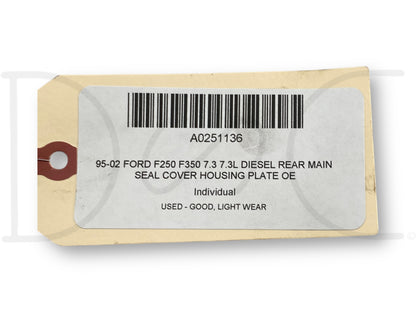 A0251136
95-02 FORD F250 F350 7.3 7.3L DIESEL REAR MAIN
SEAL COVER HOUSING PLATE OE
Individual
USED - GOOD, LIGHT WEAR